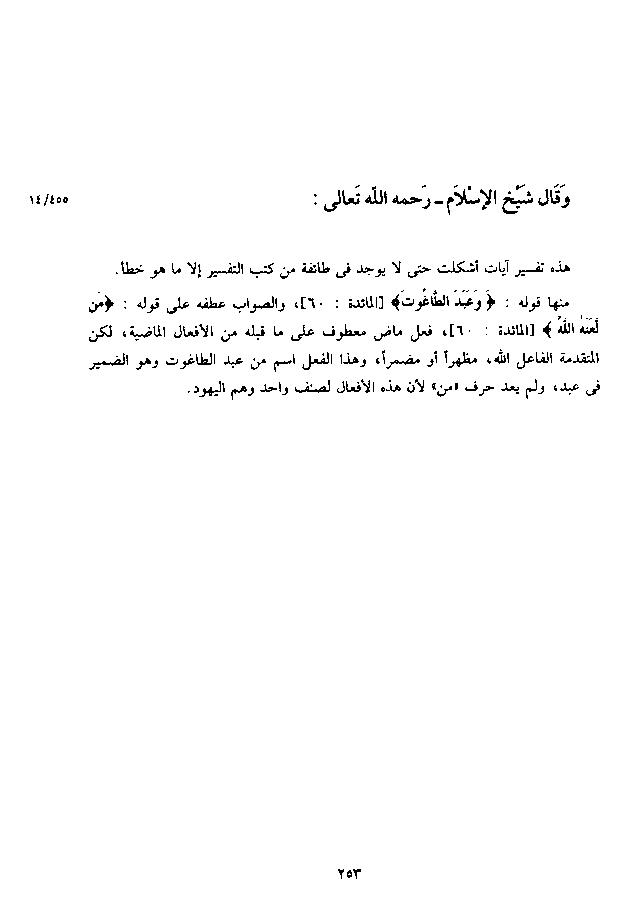 وَقَال شَيْخ الإِسْلاَم ـ رَحمه اللّه تَعالى : ١٤/٤٥٥
هذه تفسير آيات أشكلت حتى لا يوجد فى طائفة من كتب التفسير إلا ما هو خطأ.
منها قوله : ﴿ وَعَبَدَ الطَّاغُوتَ﴾ [المائدة : ٦٠]، والصواب عطفه على قوله : ﴿مَن
لَّعَنَهُ اللَّهُ ﴾ [المائدة : ٦٠]، فعل ماض معطوف على ما قبله من الأفعال الماضية، لكن
المتقدمة الفاعل الله، مظهراً أو مضمراً، وهذا الفعل اسم من عبد الطاغوت وهو الضمير
فى عبد، ولم يعد حرف «من» لأن هذه الأفعال لصنف واحد وهم اليهود.
٢٥٣